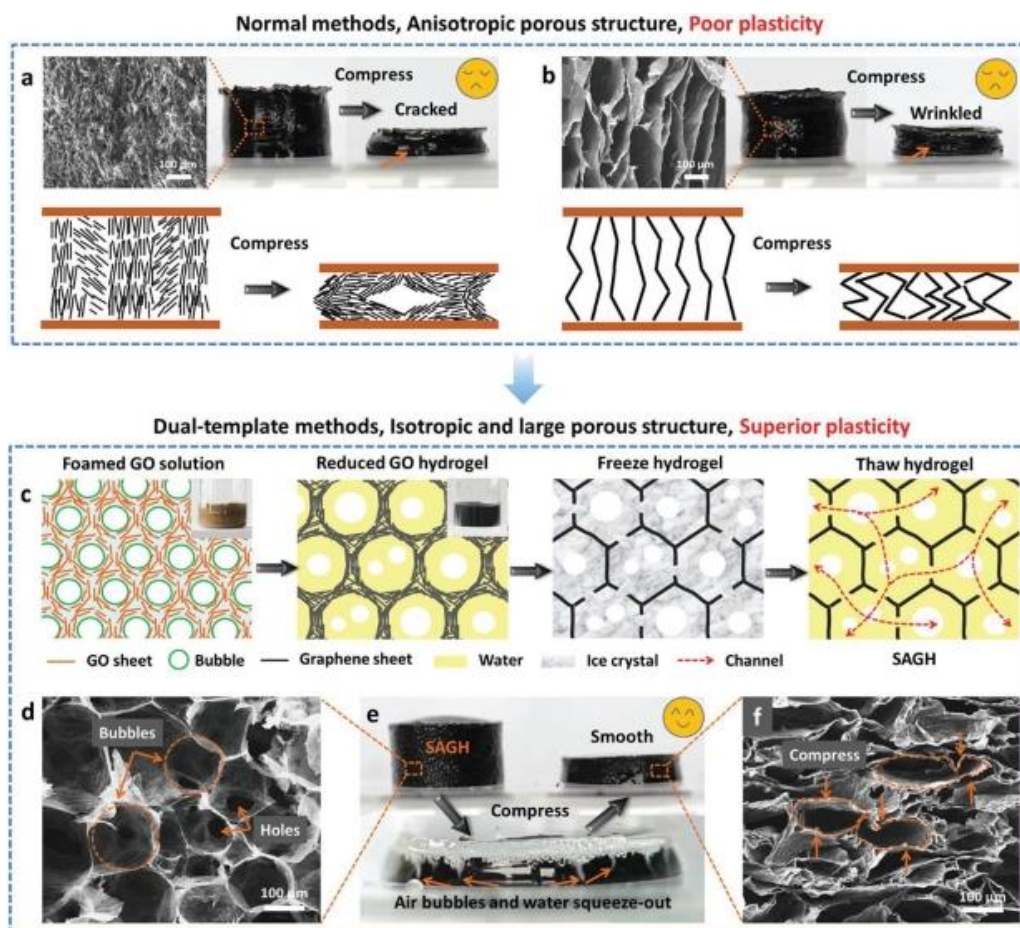 Normal methods, Anisotropic porous structure, Poor plasticity
a
Compress
Cracked
100 μm
Compress
b
Compress
Wrinkled
100 μm
Compress
Dual-template methods, Isotropic and large porous structure, Superior plasticity
Foamed GO solution
Reduced GO hydrogel
Freeze hydrogel
Thaw hydrogel
c
GO sheet
Bubble
Graphene sheet
Water
Ice crystal
Channel
SAGH
d
Bubbles
Holes
100 μm
e
SAGH
Smooth
Compress
Air bubbles and water squeeze-out
f
Compress
100 μm